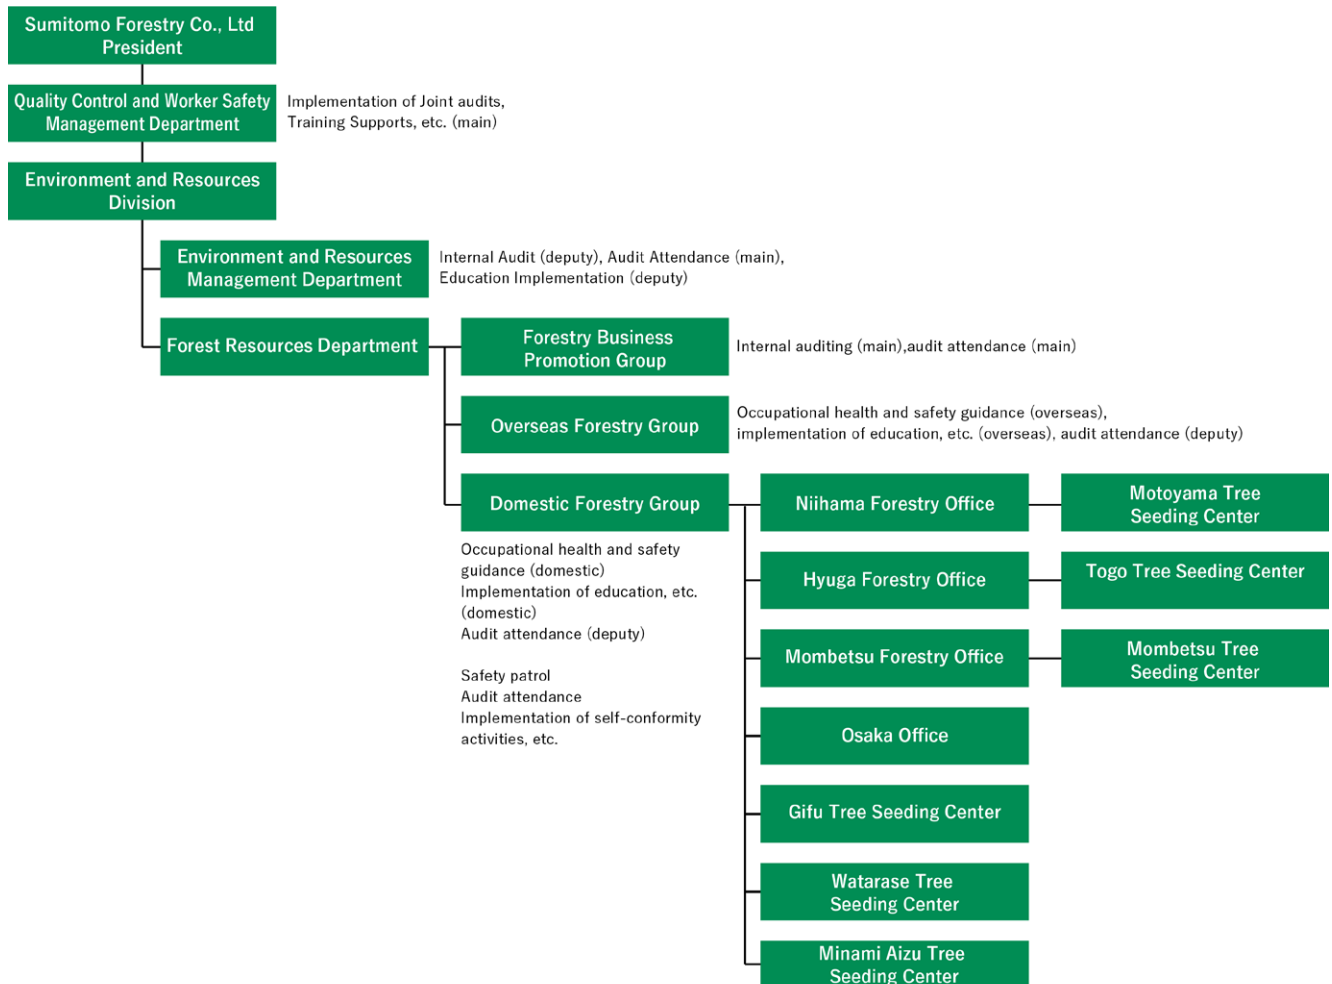 Sumitomo Forestry Co., Ltd
President
Quality Control and Worker Safety
Management Department
Implementation of Joint audits,
Training Supports, etc. (main)
Environment and Resources
Division
Environment and Resources
Management Department
Internal Audit (deputy), Audit Attendance (main),
Education Implementation (deputy)
Forest Resources Department
Forestry Business
Promotion Group
Internal auditing (main),audit attendance (main)
Overseas Forestry Group
Occupational health and safety guidance (overseas),
implementation of education, etc. (overseas), audit attendance (deputy)
Domestic Forestry Group
Occupational health and safety
guidance (domestic)
Implementation of education, etc.
(domestic)
Audit attendance (deputy)
Safety patrol
Audit attendance
Implementation of self-conformity
activities, etc.
Niihama Forestry Office
Motoyama Tree
Seeding Center
Hyuga Forestry Office
Togo Tree Seeding Center
Mombetsu Forestry Office
Mombetsu Tree
Seeding Center
Osaka Office
Gifu Tree Seeding Center
Watarase Tree
Seeding Center
Minami Aizu Tree
Seeding Center